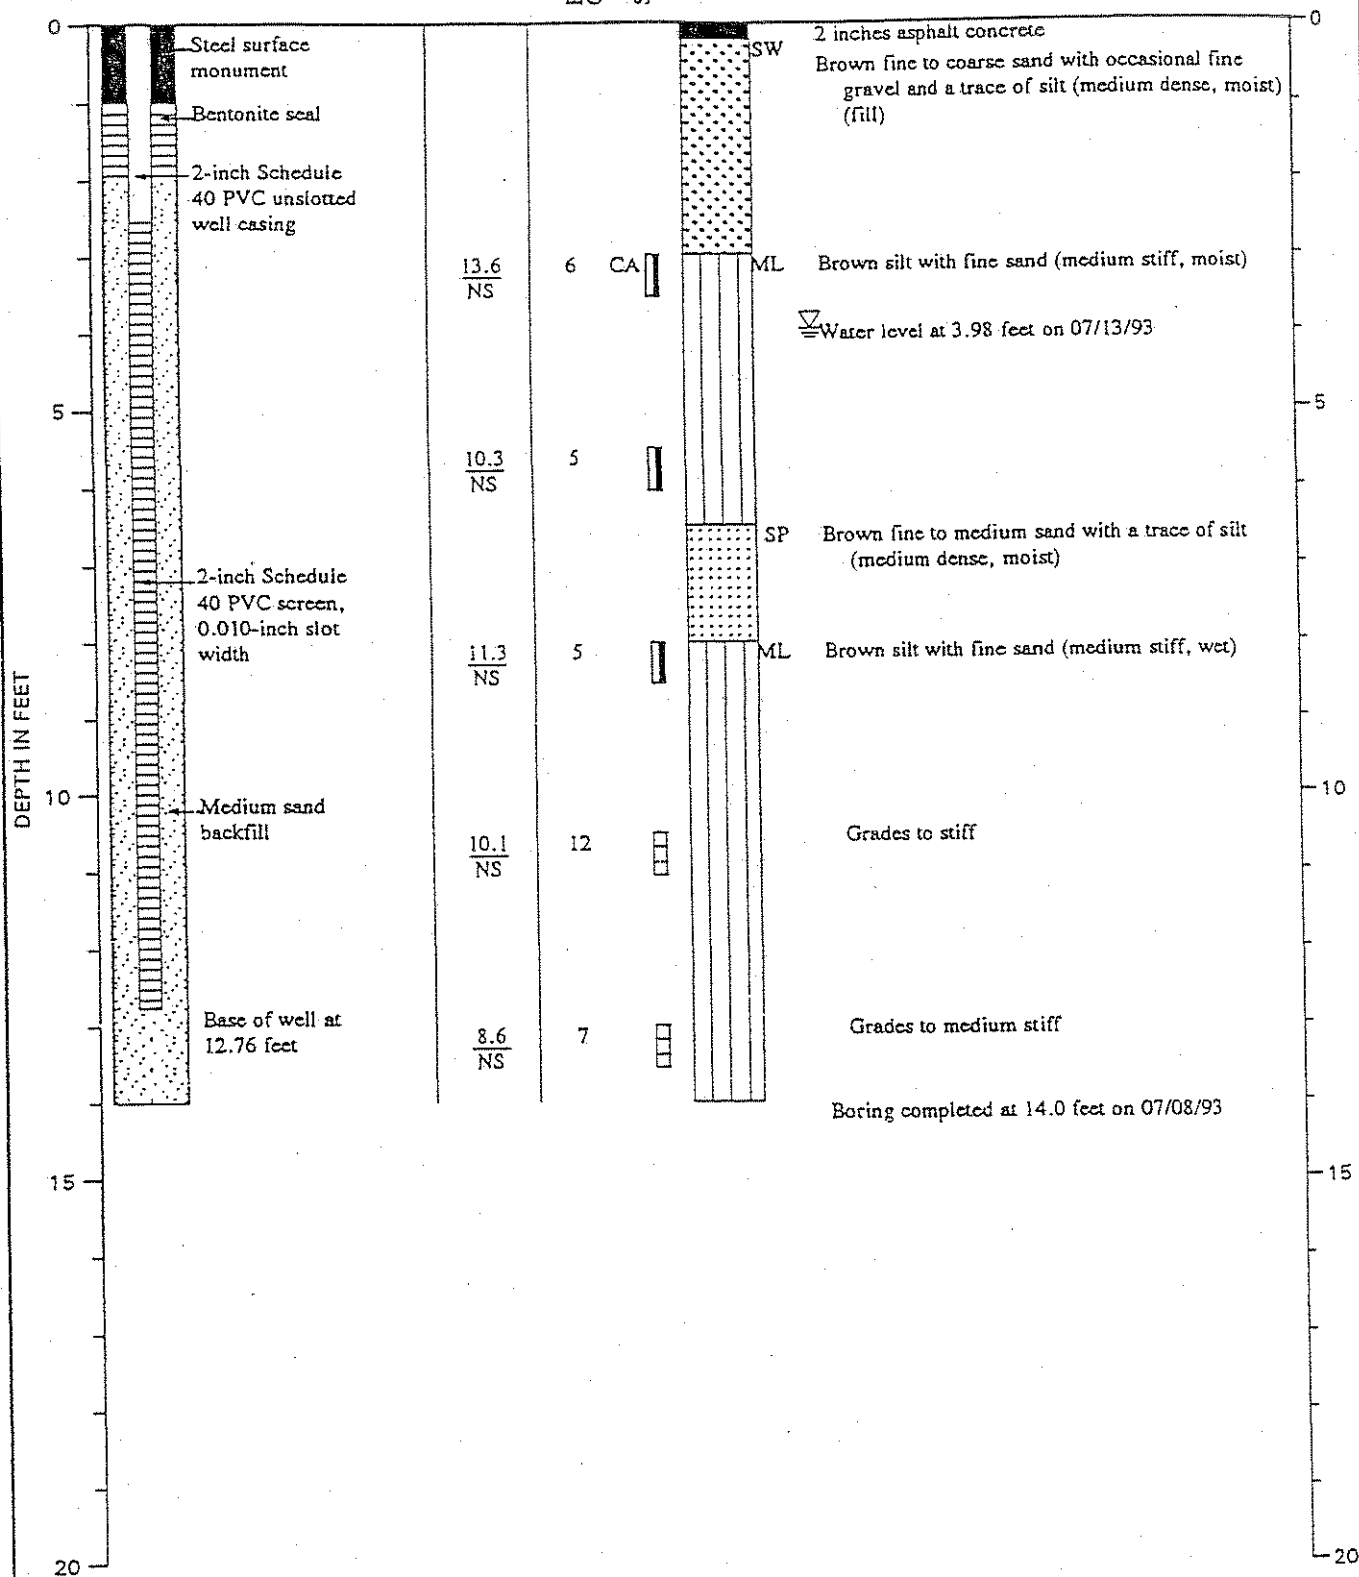 0
0
Steel surface
monument
Bentonite seal
2-inch Schedule
40 PVC unslotted
well casing
2 inches asphalt concrete
SW
Brown fine to coarse sand with occasional fine
gravel and a trace of silt (medium dense, moist)
(fill)
13.6
NS
6
CA
ML
Brown silt with fine sand (medium stiff, moist)
Water level at 3.98 feet on 07/13/93
5
5
10.3
NS
5
SP
Brown fine to medium sand with a trace of silt
(medium dense, moist)
2-inch Schedule
40 PVC screen,
0.010-inch slot
width
11.3
NS
5
ML
Brown silt with fine sand (medium stiff, wet)
DEPTH IN FEET
10
10
Medium sand
backfill
10.1
NS
12
Grades to stiff
Base of well at
12.76 feet
8.6
NS
7
Grades to medium stiff
Boring completed at 14.0 feet on 07/08/93
15
15
20
20